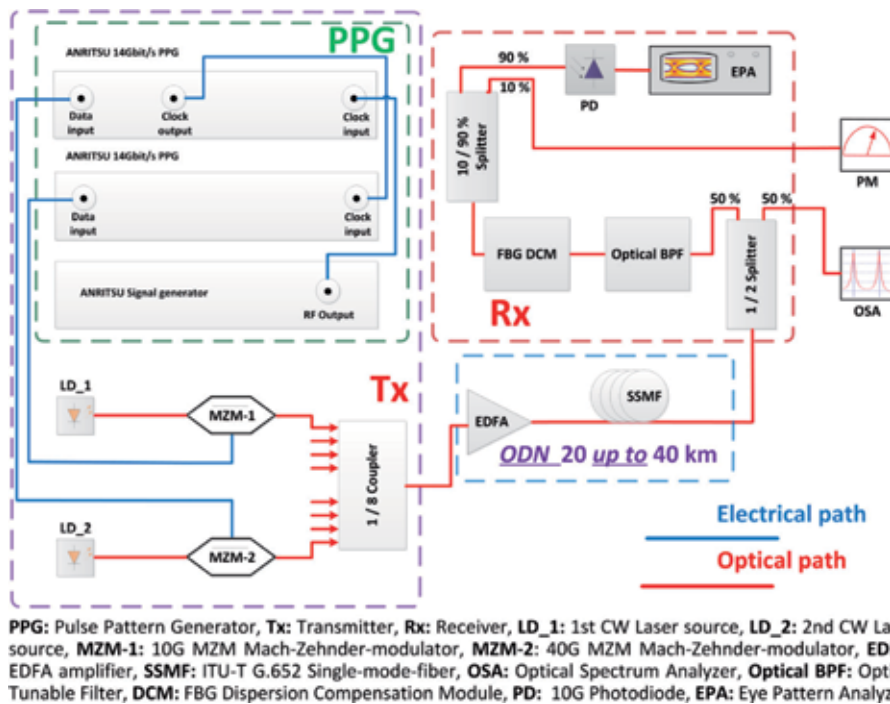 PPG
ANRITSU 14Gbit/s PPG
Data input
Clock output
Clock input
ANRITSU 14Gbit/s PPG
Data input
Clock input
ANRITSU Signal generator
RF Output
LD_1
MZM-1
Tx
1 / 8 Coupler
LD_2
MZM-2
90 %
10 %
PD
EPA
10 / 90 % Splitter
PM
50 %
50 %
FBG DCM
Optical BPF
1 / 2 Splitter
OSA
Rx
EDFA
SSMF
ODN 20 up to 40 km
Electrical path
Optical path
PPG: Pulse Pattern Generator, Tx: Transmitter, Rx: Receiver, LD_1: 1st CW Laser source, LD_2: 2nd CW La
source, MZM-1: 10G MZM Mach-Zehnder-modulator, MZM-2: 40G MZM Mach-Zehnder-modulator, ED
EDFA amplifier, SSMF: ITU-T G.652 Single-mode-fiber, OSA: Optical Spectrum Analyzer, Optical BPF: Opti
Tunable Filter, DCM: FBG Dispersion Compensation Module, PD: 10G Photodiode, EPA: Eye Pattern Analyz